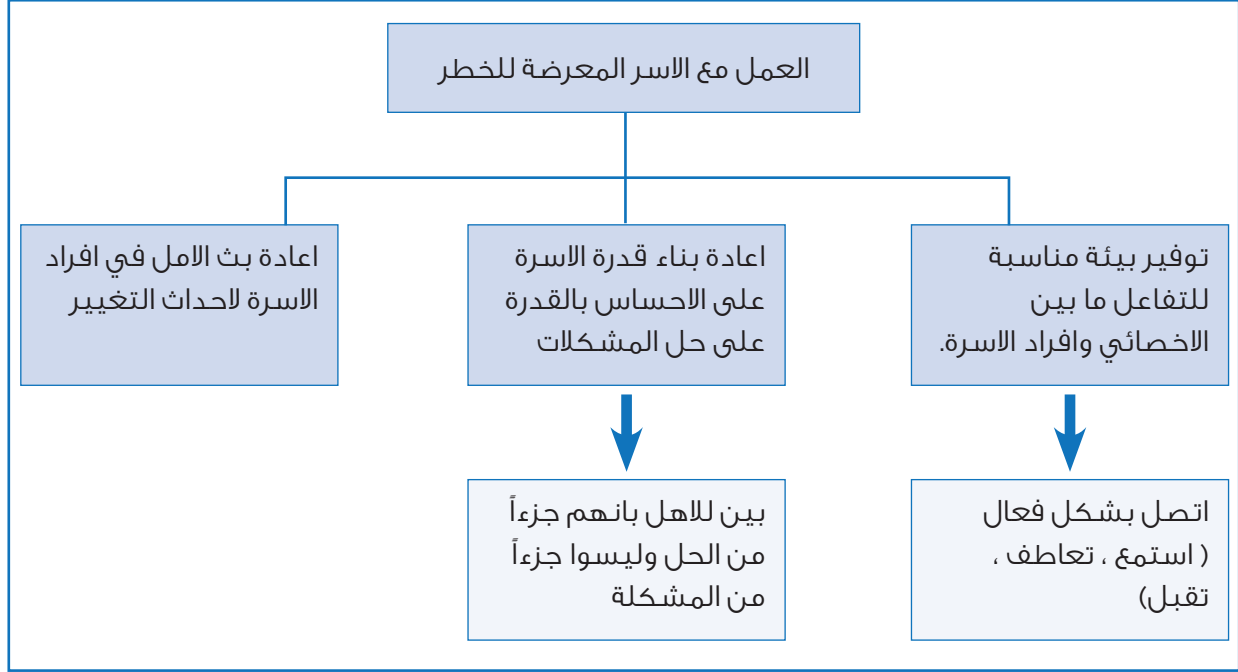 العمل مع الاسر المعرضة للخطر
توفير بيئة مناسبة
للتفاعل ما بين
الاخصائي وافراد الاسرة.
اعادة بناء قدرة الاسرة
على الاحساس بالقدرة
على حل المشكلات
اعادة بث الامل في افراد
الاسرة لاحداث التغيير
اتصل بشكل فعال
( استمع ، تعاطف ،
تقبل)
بين للاهل بانهم جزءاً
من الحل وليسوا جزءاً
من المشكلة